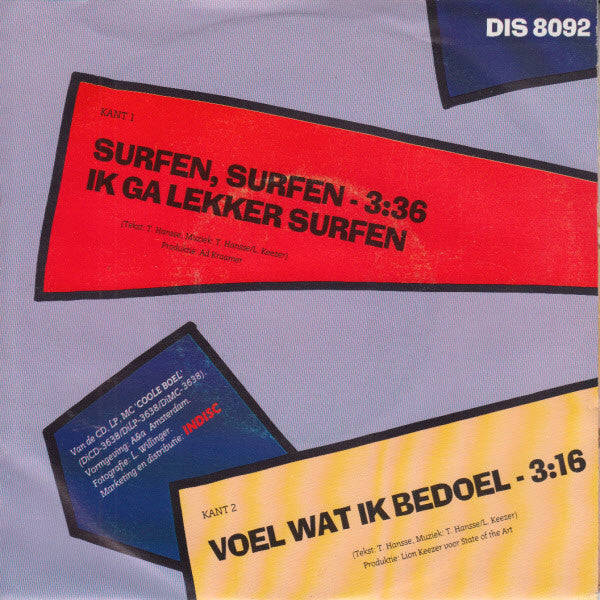 DIS 8092
KANT 1
SURFEN, SURFEN - 3:36
IK GA LEKKER SURFEN
(Tekst: T. Hansse, Muziek: T. Hansse/L. Keezer)
Produktie: Ad Kraamer
Van de CD, LP, MC 'COOLE BOEL'
(DiCD-3638/DiLP-3638/DiMC-3638).
Vormgeving: A&a Amsterdam.
Fotografie: L. Willinger.
Marketing en distributie: INDISC
KANT 2
VOEL WAT IK BEDOEL - 3:16
(Tekst: T. Hansse, Muziek: T. Hansse/L. Keezer)
Produktie: Lion Keezer voor State of the Art